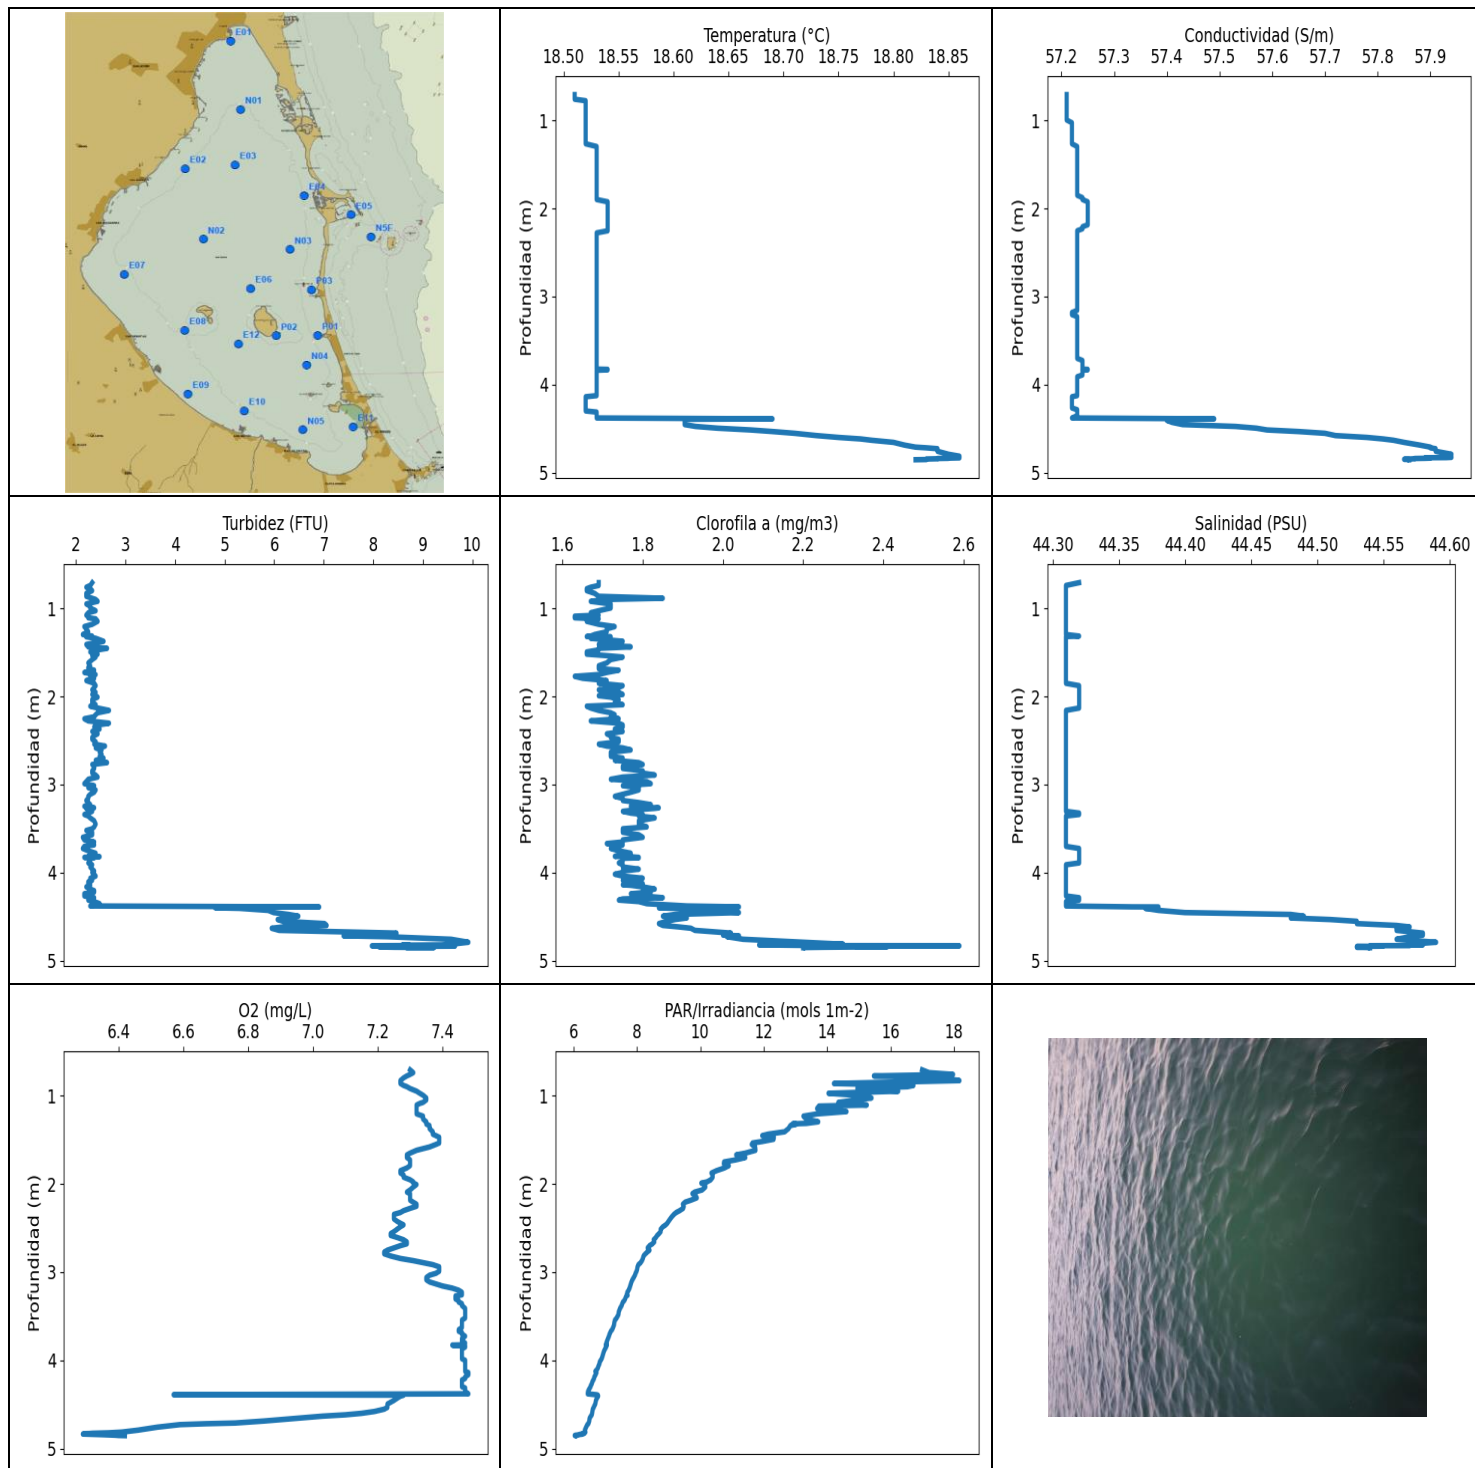 E01
N01
E02
E03
E04
E05
N5F
N02
N03
E07
E06
P03
E08
E12
P02
P01
N04
E09
E10
N05
E11
Temperatura (°C)
18.50 18.55 18.60 18.65 18.70 18.75 18.80 18.85
Profundidad (m)
1
2
3
4
5
Conductividad (S/m)
57.2 57.3 57.4 57.5 57.6 57.7 57.8 57.9
Profundidad (m)
1
2
3
4
5
Turbidez (FTU)
2 3 4 5 6 7 8 9 10
Profundidad (m)
1
2
3
4
5
Clorofila a (mg/m3)
1.6 1.8 2.0 2.2 2.4 2.6
Profundidad (m)
1
2
3
4
5
Salinidad (PSU)
44.30 44.35 44.40 44.45 44.50 44.55 44.60
Profundidad (m)
1
2
3
4
5
O2 (mg/L)
6.4 6.6 6.8 7.0 7.2 7.4
Profundidad (m)
1
2
3
4
5
PAR/Irradiancia (mols 1m-2)
6 8 10 12 14 16 18
Profundidad (m)
1
2
3
4
5